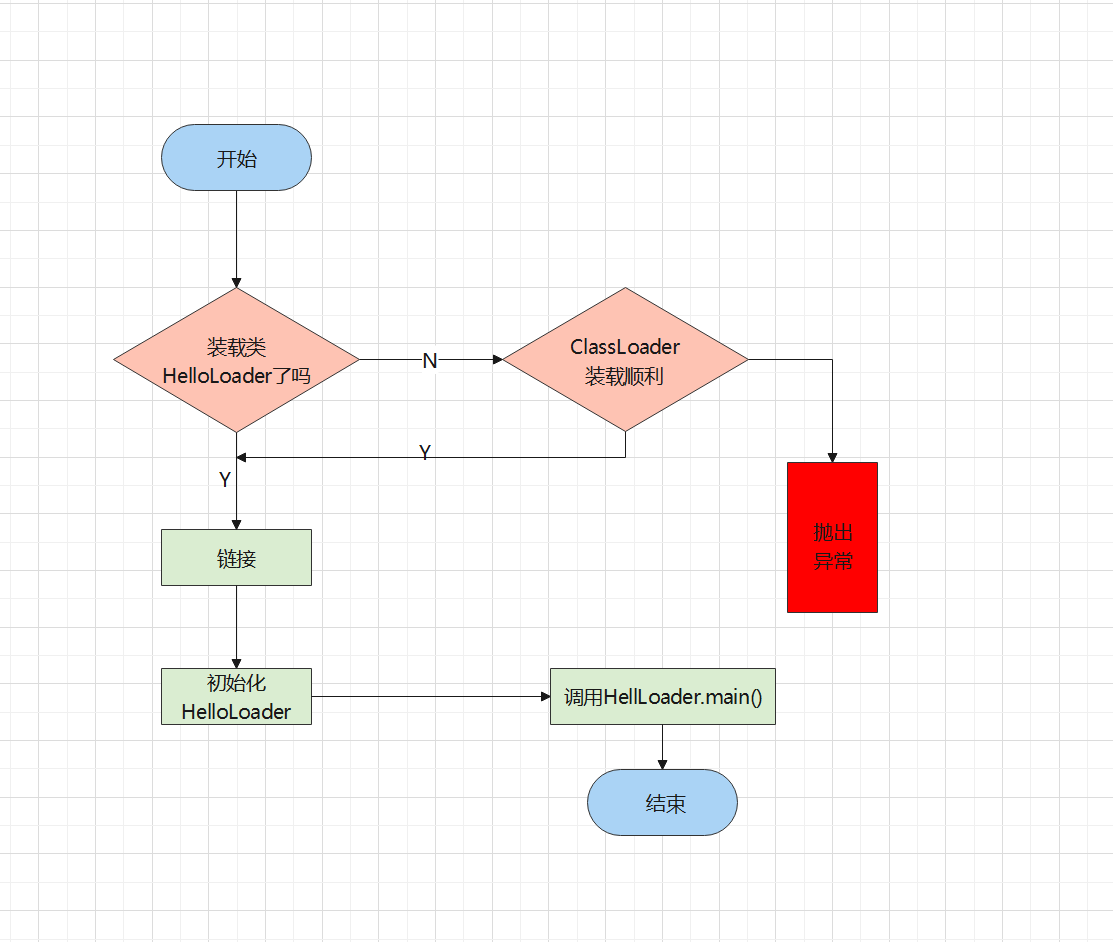 开始
装载类
HelloLoader了吗
N
ClassLoader
装载顺利
Y
Y
链接
抛出
异常
初始化
HelloLoader
调用HellLoader.main()
结束